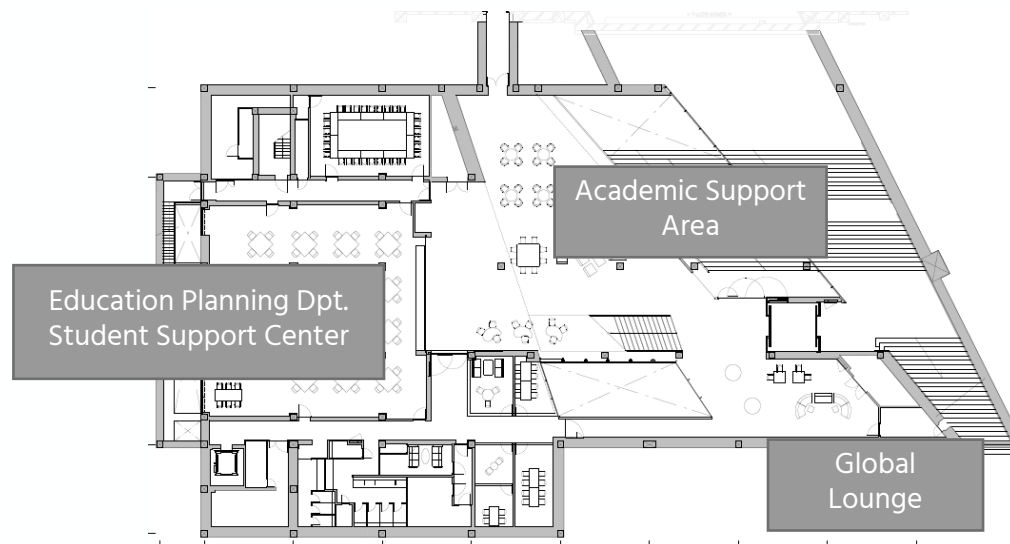 Academic Support
Area
Education Planning Dpt.
Student Support Center
Global
Lounge